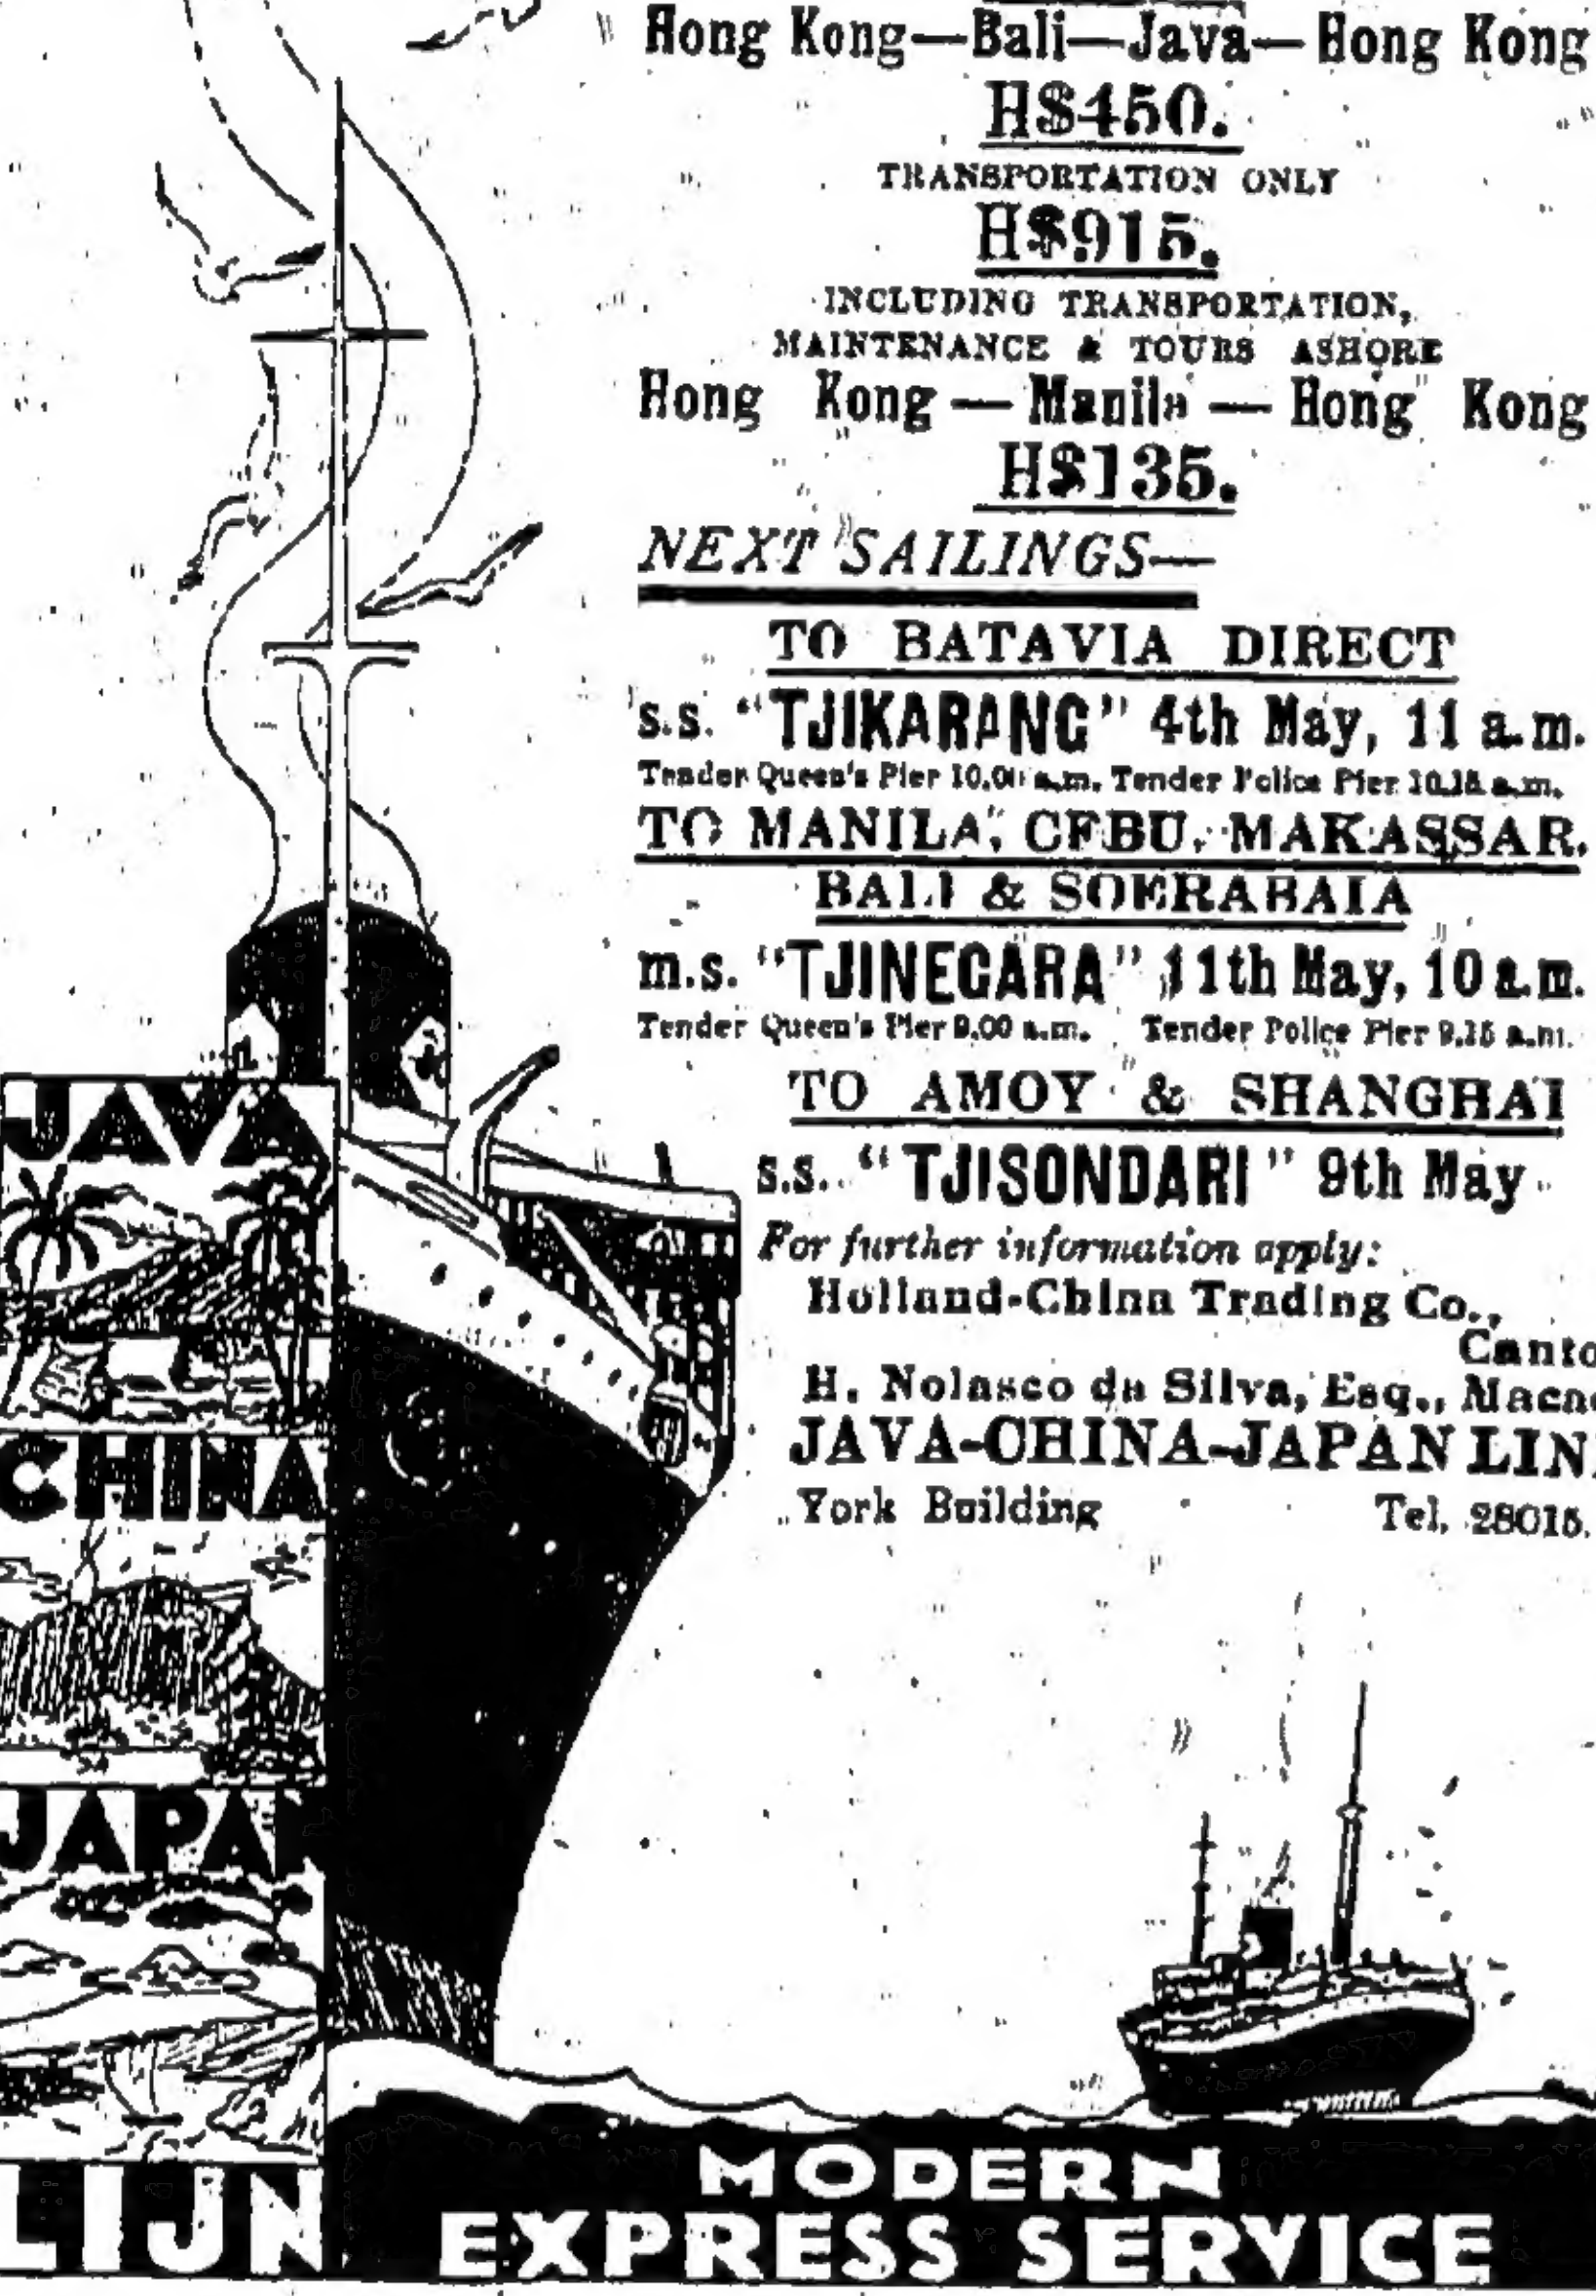 Hong Kong—Bali—Java—Hong Kong
H$450.
TRANSPORTATION ONLY
H$915.
INCLUDING TRANSPORTATION,
MAINTENANCE & TOURS ASHORE
Hong Kong — Manila — Hong Kong
H$135.
NEXT SAILINGS—
TO BATAVIA DIRECT
s.s. "TJIKARANG" 4th May, 11 a.m.
Tender Queen's Pier 10.00 a.m. Tender Police Pier 10.15 a.m.
TO MANILA, CEBU, MAKASSAR,
BALI & SOERABAIA
m.s. "TJINEGARA" 11th May, 10 a.m.
Tender Queen's Pier 9.00 a.m. Tender Police Pier 9.15 a.m.
TO AMOY & SHANGHAI
s.s. "TJISONDARI" 9th May
For further information apply:
Holland-China Trading Co.,
Canto
H. Nolasco da Silva, Esq., Maca
JAVA-CHINA-JAPAN LIN
York Building Tel. 28015.
JAVA
CHINA
JAPAN
LIJN
MODERN
EXPRESS SERVICE